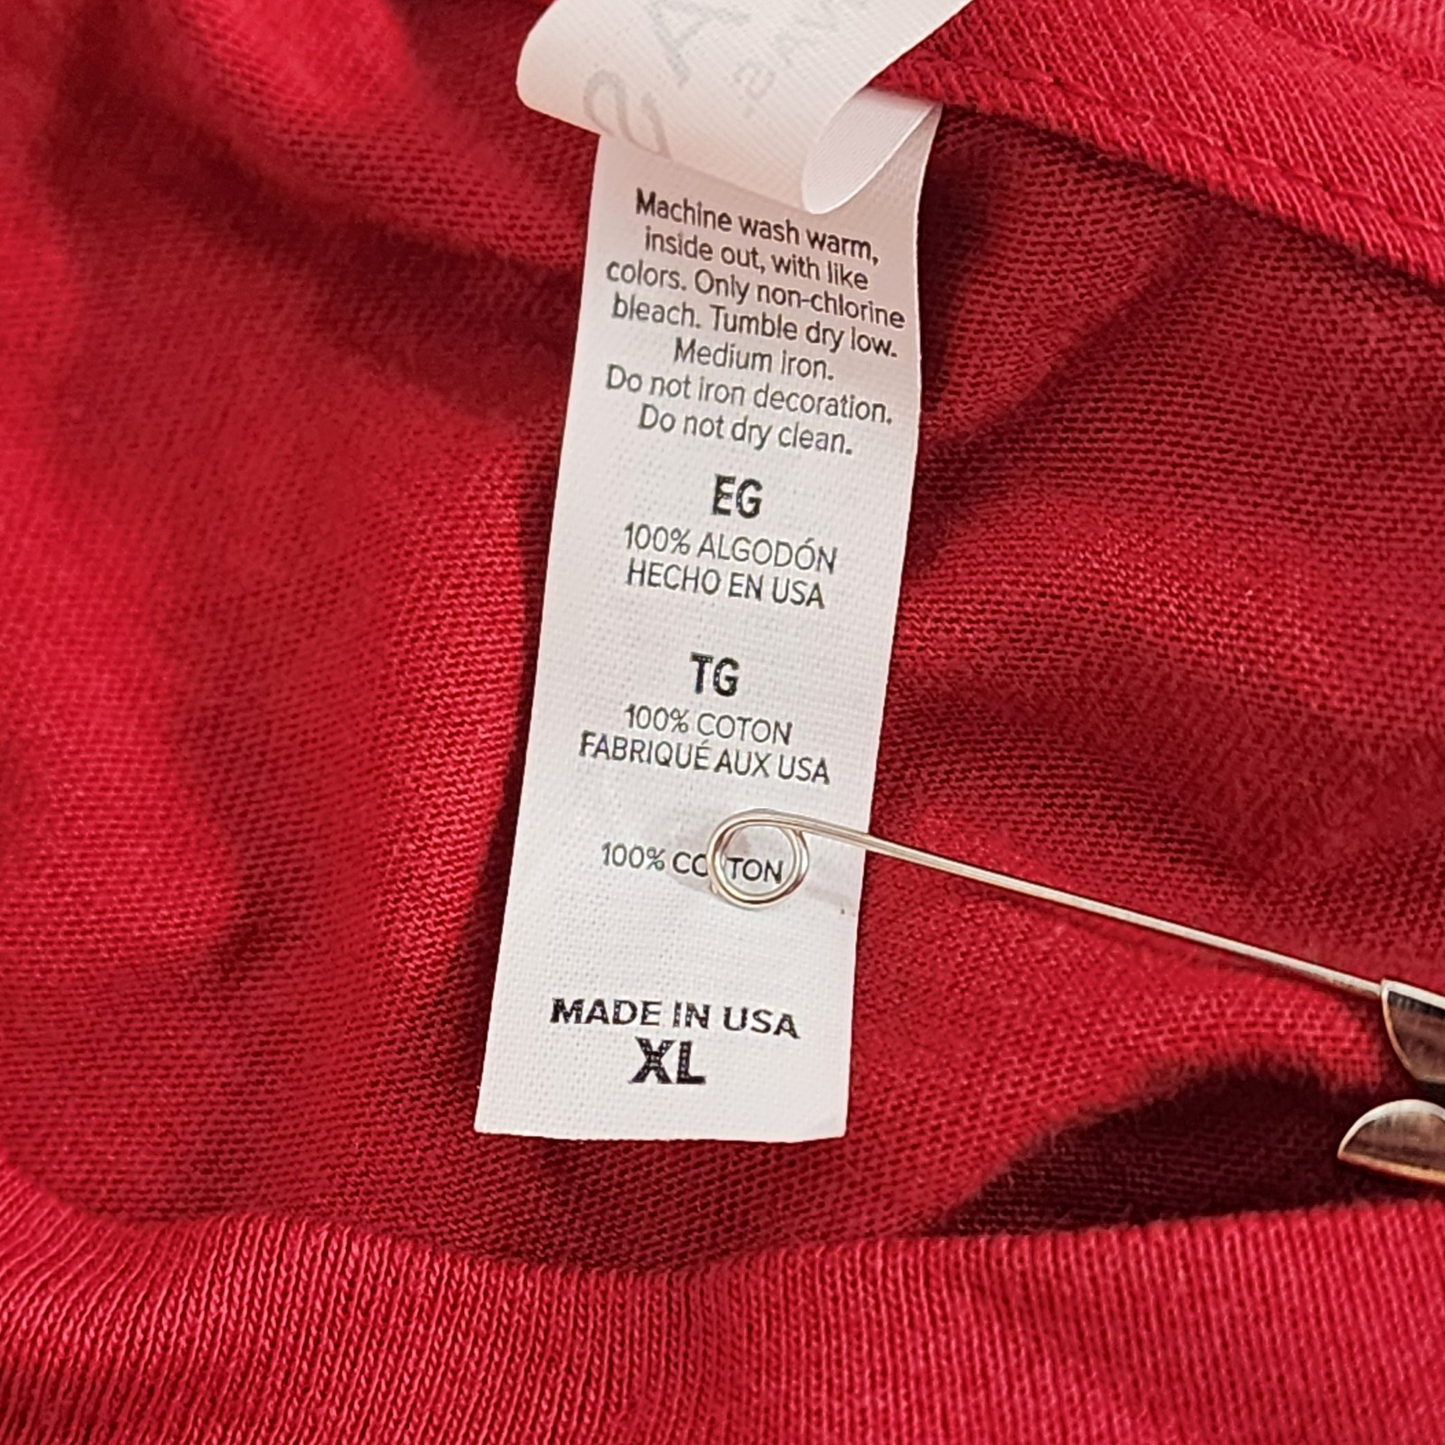 Machine wash warm,
inside out, with like
colors. Only non-chlorine
bleach. Tumble dry low.
Medium iron.
Do not iron decoration.
Do not dry clean.
EG
100% ALGODÓN
HECHO EN USA
TG
100% COTON
FABRIQUÉ AUX USA
100% COTTON
MADE IN USA
XL